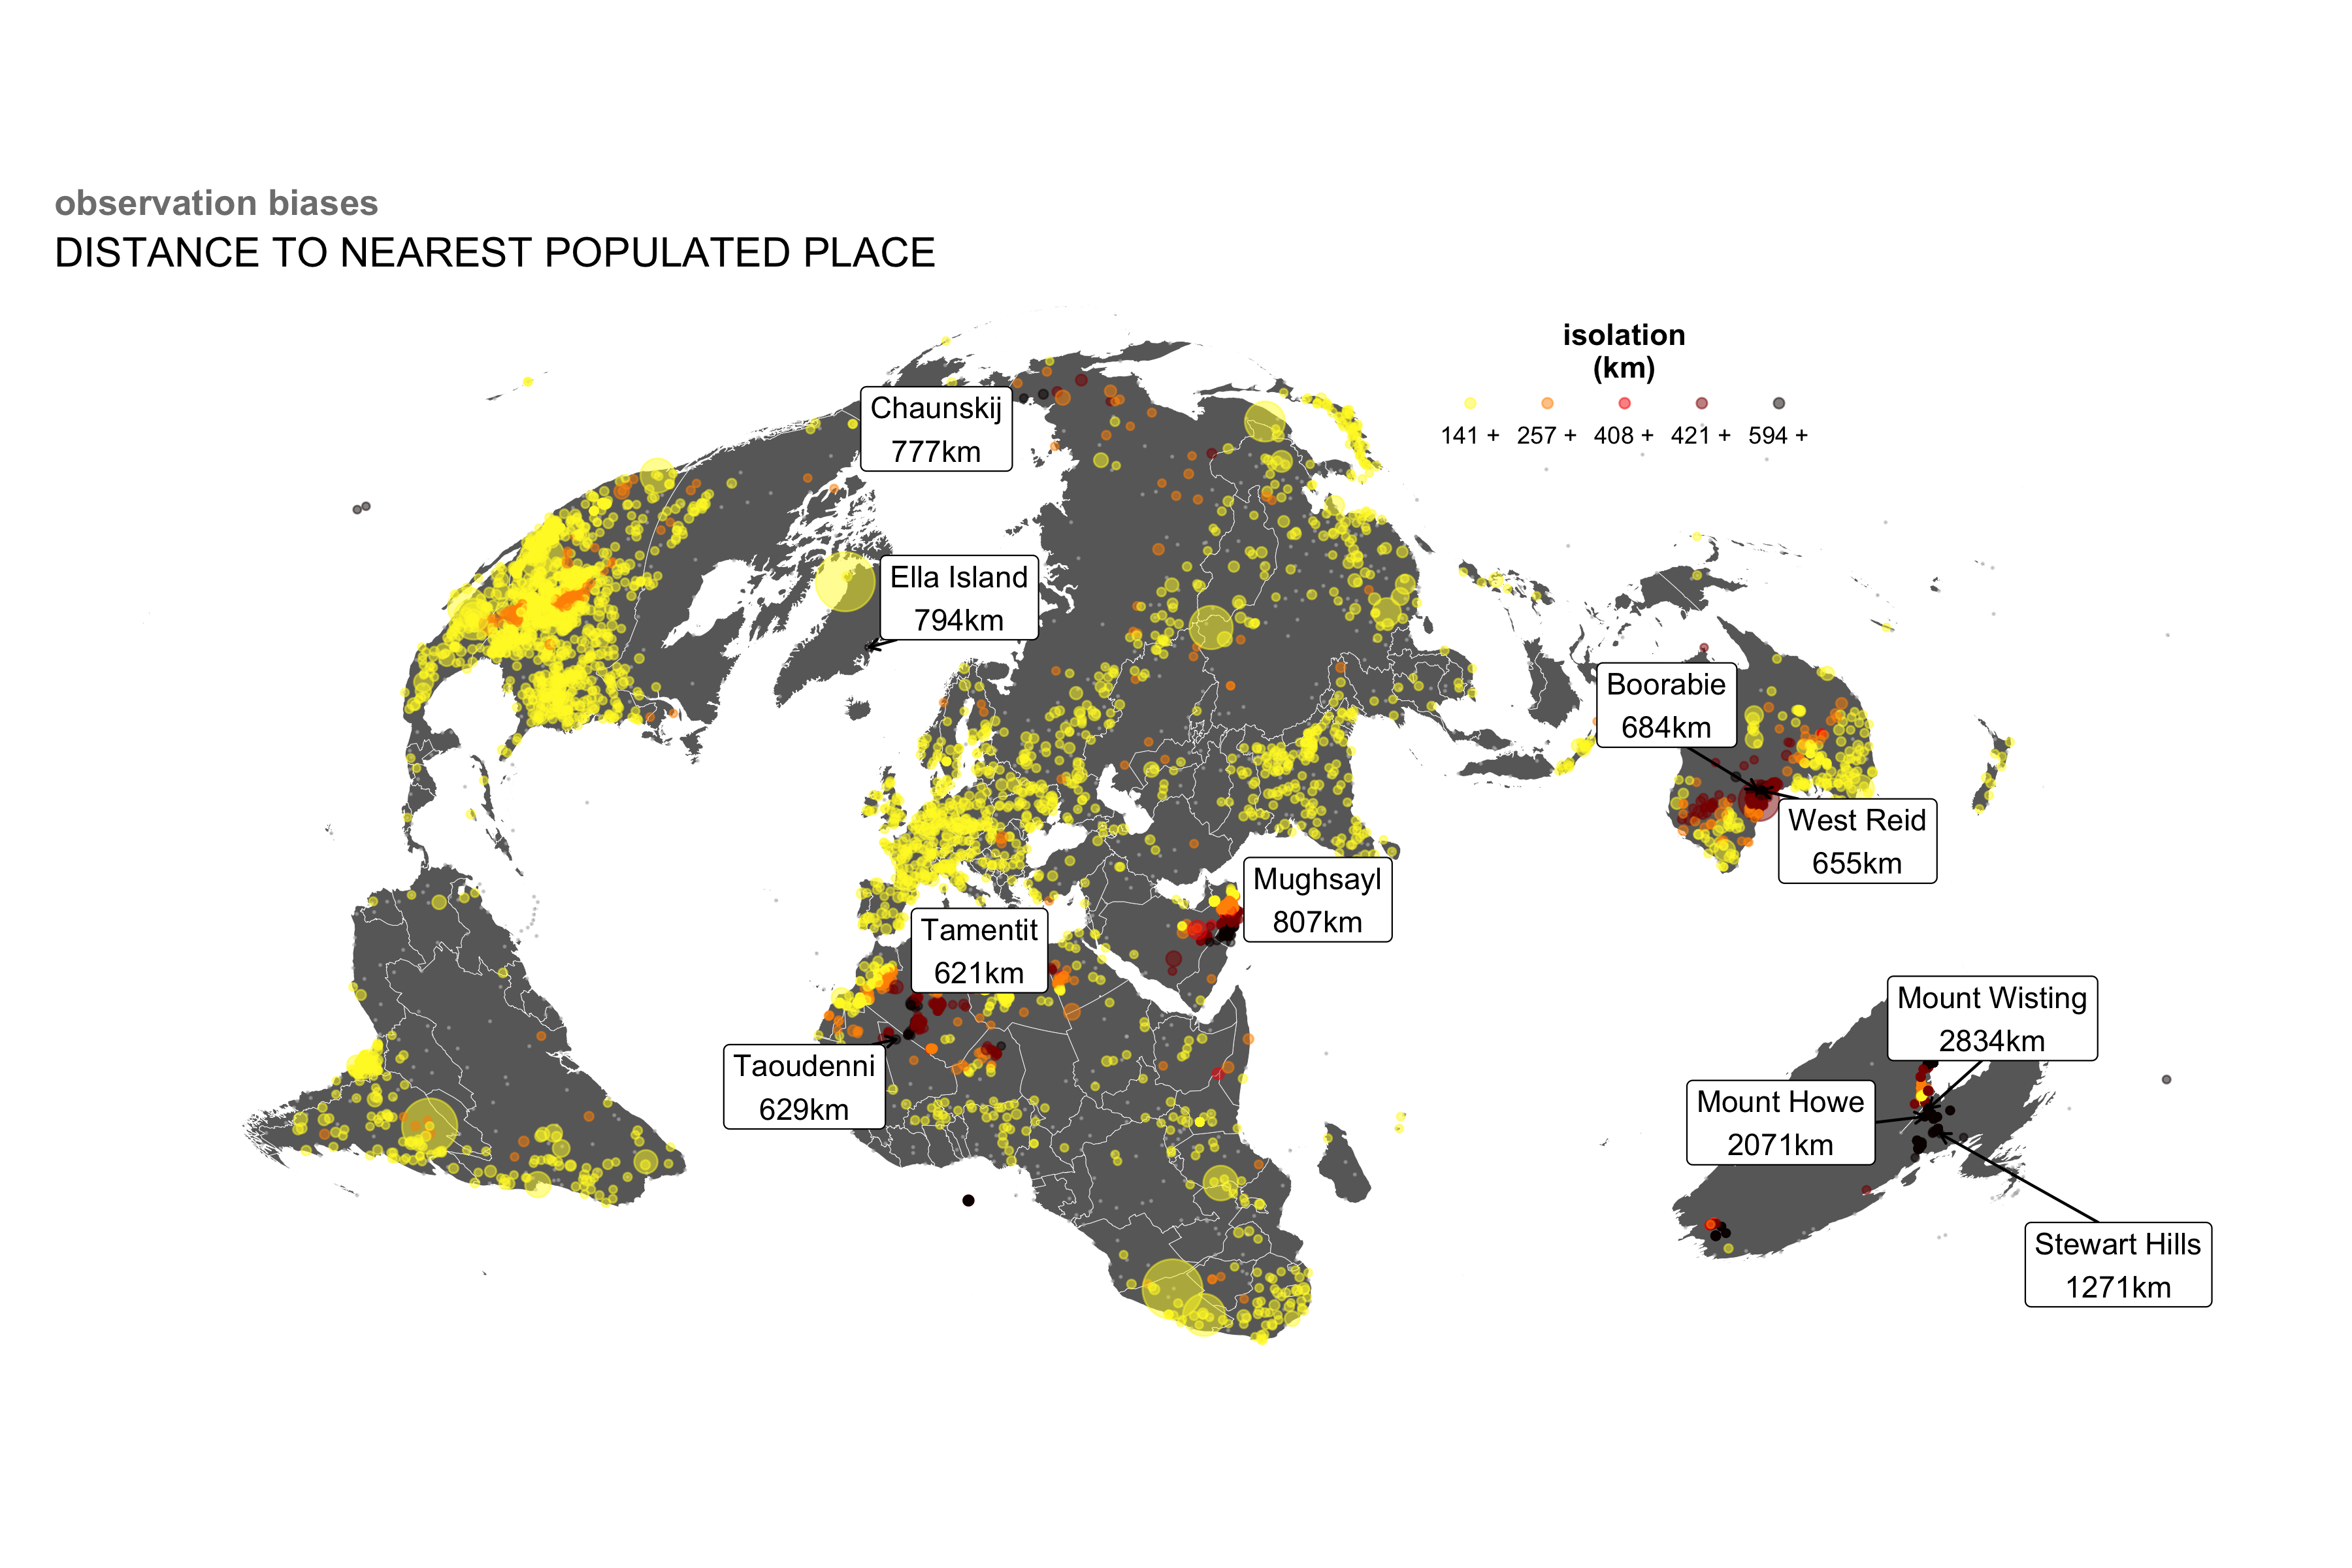 observation biases
DISTANCE TO NEAREST POPULATED PLACE
isolation
(km)
141 + 257 + 408 + 421 + 594 +
Chaunskij
777km
Ella Island
794km
Boorabie
684km
West Reid
655km
Mughsayl
807km
Tamentit
621km
Taoudenni
629km
Mount Wisting
2834km
Mount Howe
2071km
Stewart Hills
1271km